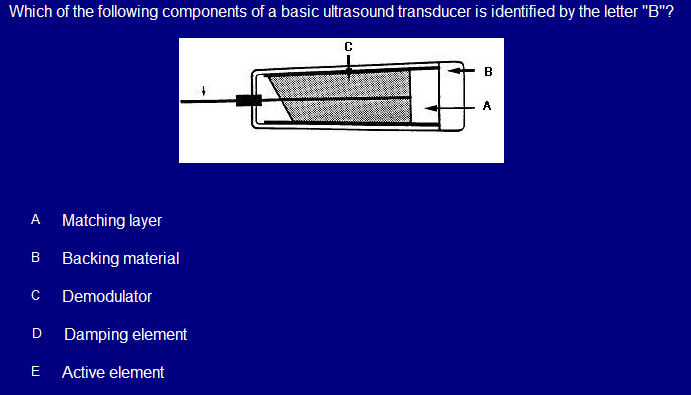 Which of the following components of a basic ultrasound transducer is identified by the letter "B"?
C
B
A
A Matching layer
B Backing material
C Demodulator
D Damping element
E Active element